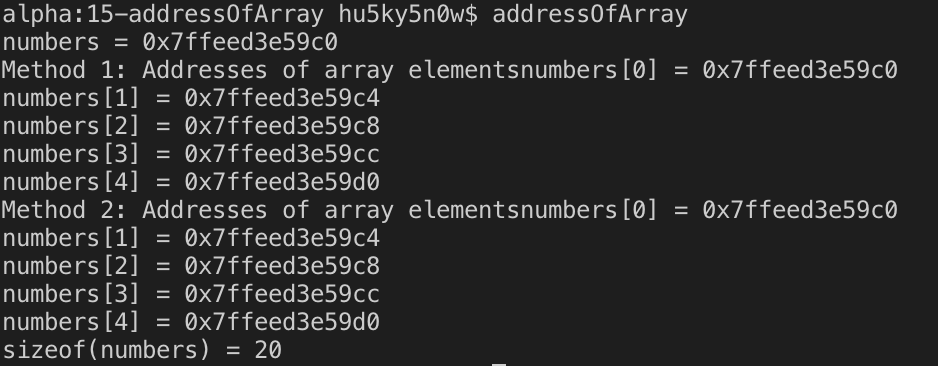 alpha:15-addressOfArray hu5ky5n0w$ addressOfArray
numbers = 0x7ffeed3e59c0
Method 1: Addresses of array elementsnumbers[0] = 0x7ffeed3e59c0
numbers[1] = 0x7ffeed3e59c4
numbers[2] = 0x7ffeed3e59c8
numbers[3] = 0x7ffeed3e59cc
numbers[4] = 0x7ffeed3e59d0
Method 2: Addresses of array elementsnumbers[0] = 0x7ffeed3e59c0
numbers[1] = 0x7ffeed3e59c4
numbers[2] = 0x7ffeed3e59c8
numbers[3] = 0x7ffeed3e59cc
numbers[4] = 0x7ffeed3e59d0
sizeof(numbers) = 20